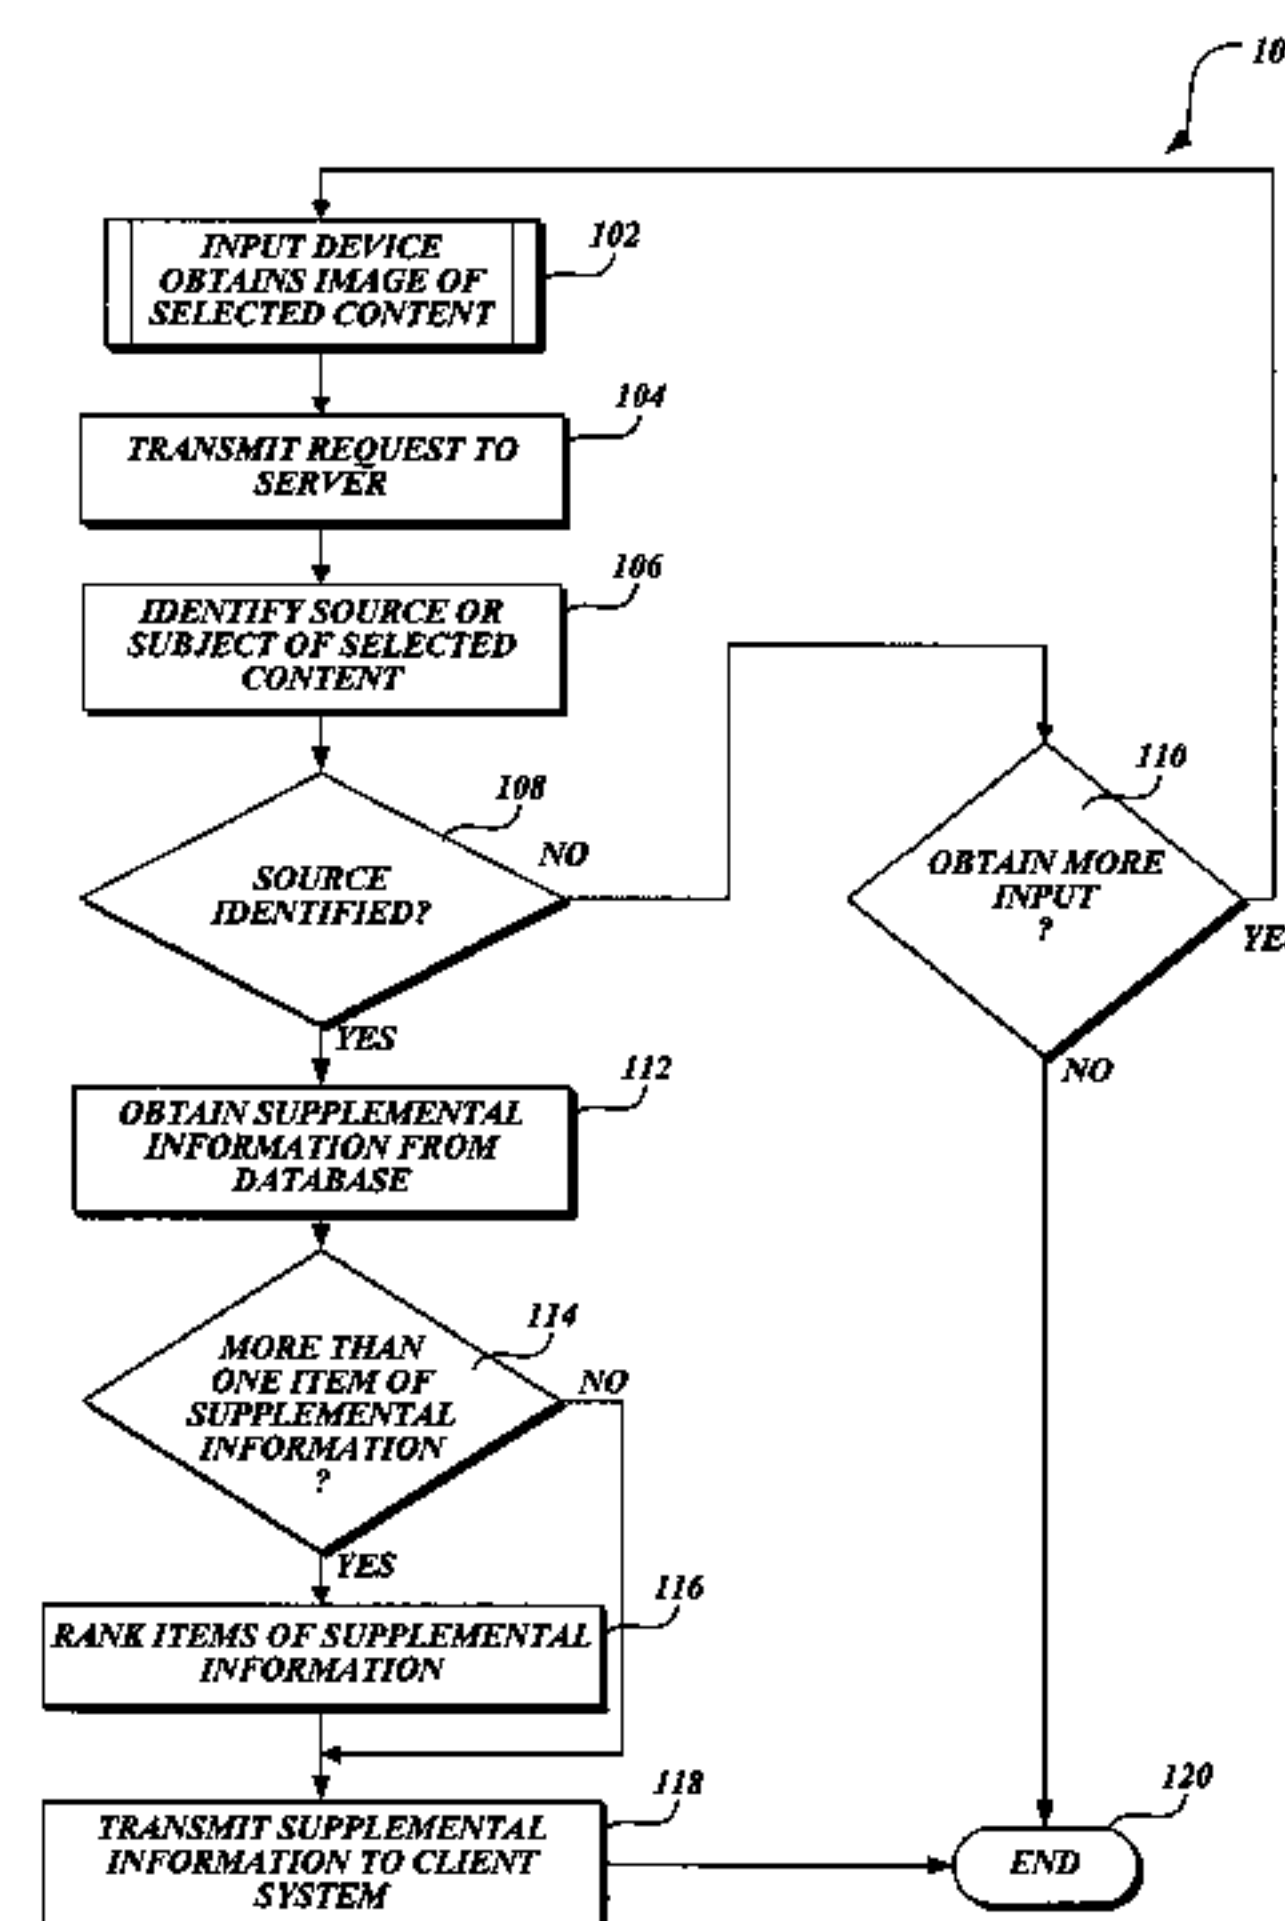 10
INPUT DEVICE
OBTAINS IMAGE OF
SELECTED CONTENT
102
TRANSMIT REQUEST TO
SERVER
104
IDENTIFY SOURCE OR
SUBJECT OF SELECTED
CONTENT
106
SOURCE
IDENTIFIED?
108
NO
YES
OBTAIN MORE
INPUT
?
110
YE
NO
OBTAIN SUPPLEMENTAL
INFORMATION FROM
DATABASE
112
MORE THAN
ONE ITEM OF
SUPPLEMENTAL
INFORMATION
?
114
NO
YES
RANK ITEMS OF SUPPLEMENTAL
INFORMATION
116
TRANSMIT SUPPLEMENTAL
INFORMATION TO CLIENT
SYSTEM
118
END
120